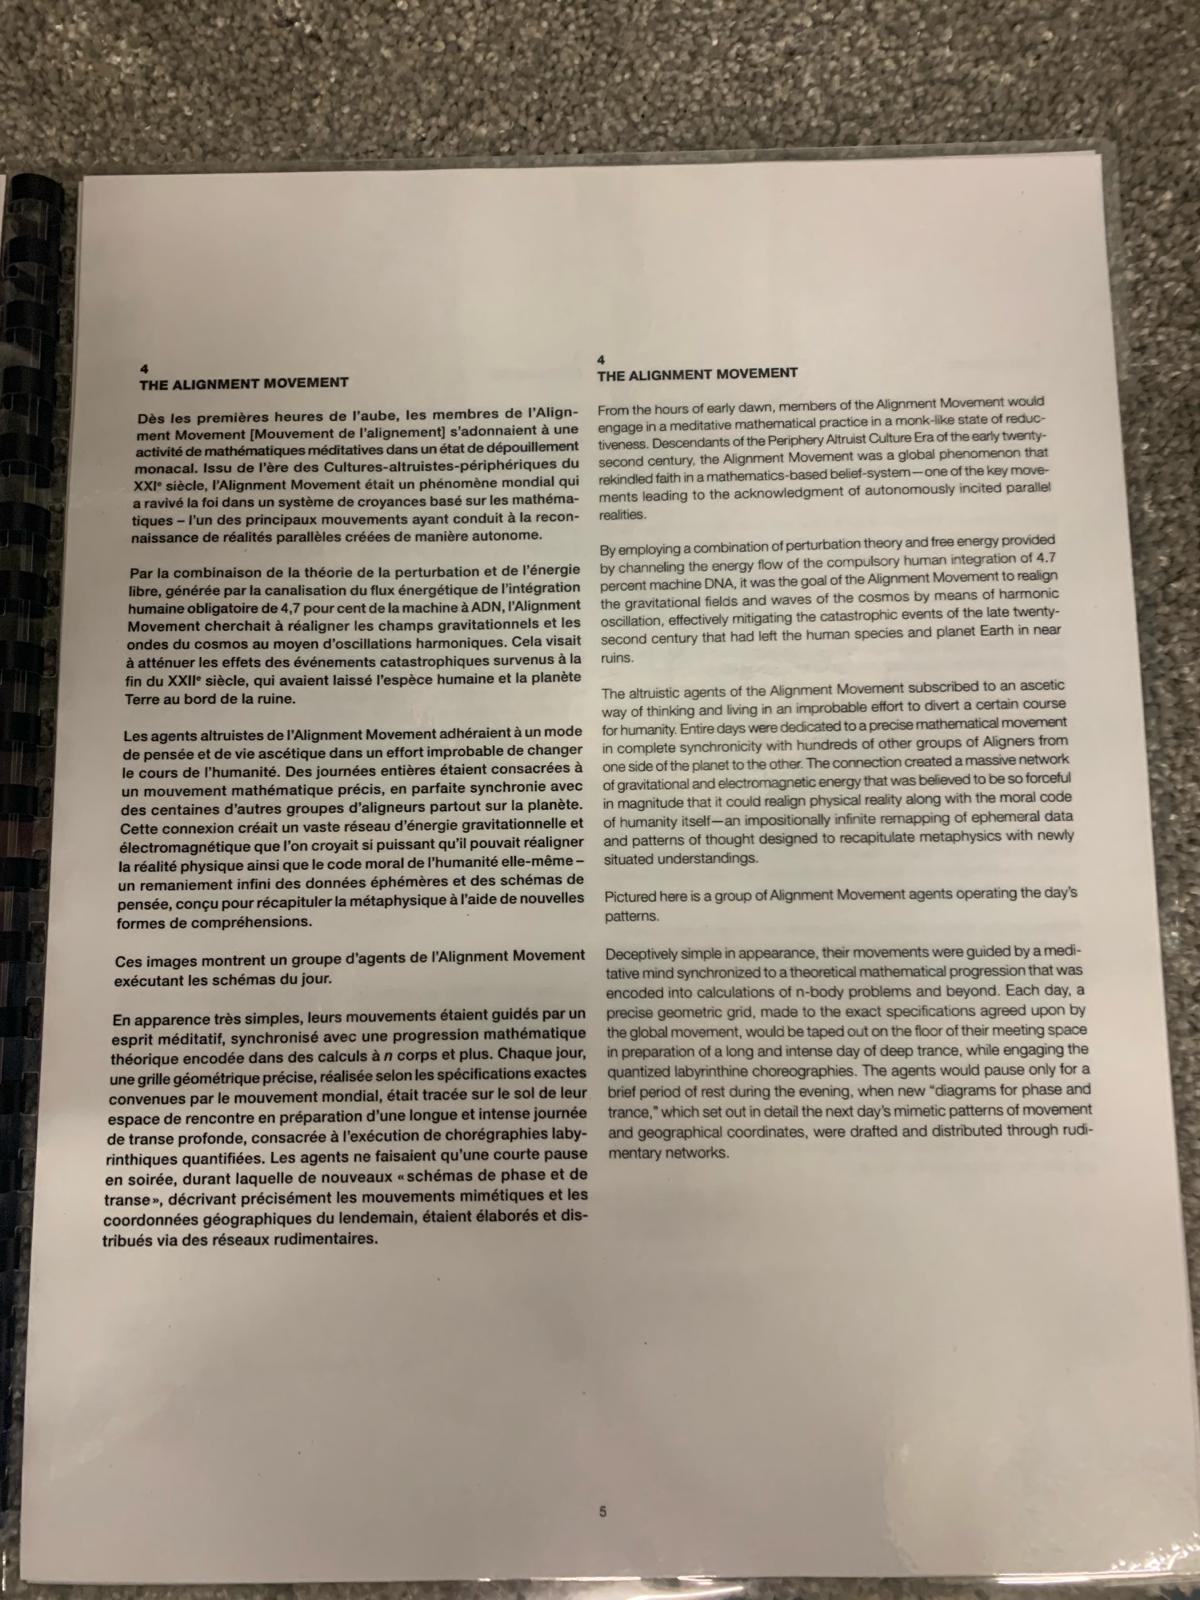 4
THE ALIGNMENT MOVEMENT
Dès les premières heures de l'aube, les membres de l'Align-
ment Movement [Mouvement de l'alignement] s'adonnaient à une
activité de mathématiques méditatives dans un état de dépouillement
monacal. Issu de l'ère des Cultures-altruistes-périphériques du
XXIe siècle, l'Alignment Movement était un phénomène mondial qui
a ravivé la foi dans un système de croyances basé sur les mathéma-
tiques – l'un des principaux mouvements ayant conduit à la recon-
naissance de réalités parallèles créées de manière autonome.
Par la combinaison de la théorie de la perturbation et de l'énergie
libre, générée par la canalisation du flux énergétique de l'intégration
humaine obligatoire de 4,7 pour cent de la machine à ADN, l'Alignment
Movement cherchait à réaligner les champs gravitationnels et les
ondes du cosmos au moyen d'oscillations harmoniques. Cela visait
à atténuer les effets des événements catastrophiques survenus à la
fin du XXIIe siècle, qui avaient laissé l'espèce humaine et la planète
Terre au bord de la ruine.
Les agents altruistes de l'Alignment Movement adhéraient à un mode
de pensée et de vie ascétique dans un effort improbable de changer
le cours de l'humanité. Des journées entières étaient consacrées à
un mouvement mathématique précis, en parfaite synchronie avec
des centaines d'autres groupes d'aligneurs partout sur la planète.
Cette connexion créait un vaste réseau d'énergie gravitationnelle et
électromagnétique que l'on croyait si puissant qu'il pouvait réaligner
la réalité physique ainsi que le code moral de l'humanité elle-même –
un remaniement infini des données éphémères et des schémas de
pensée, conçu pour récapituler la métaphysique à l'aide de nouvelles
formes de compréhensions.
Ces images montrent un groupe d'agents de l'Alignment Movement
exécutant les schémas du jour.
En apparence très simples, leurs mouvements étaient guidés par un
esprit méditatif, synchronisé avec une progression mathématique
théorique encodée dans des calculs à n corps et plus. Chaque jour,
une grille géométrique précise, réalisée selon les spécifications exactes
convenues par le mouvement mondial, était tracée sur le sol de leur
espace de rencontre en préparation d'une longue et intense journée
de transe profonde, consacrée à l'exécution de chorégraphies laby-
rinthiques quantifiées. Les agents ne faisaient qu'une courte pause
en soirée, durant laquelle de nouveaux « schémas de phase et de
transe », décrivant précisément les mouvements mimétiques et les
coordonnées géographiques du lendemain, étaient élaborés et dis-
tribués via des réseaux rudimentaires.
4
THE ALIGNMENT MOVEMENT
From the hours of early dawn, members of the Alignment Movement would
engage in a meditative mathematical practice in a monk-like state of reduc-
tiveness. Descendants of the Periphery Altruist Culture Era of the early twenty-
second century, the Alignment Movement was a global phenomenon that
rekindled faith in a mathematics-based belief-system—one of the key move-
ments leading to the acknowledgment of autonomously incited parallel
realities.
By employing a combination of perturbation theory and free energy provided
by channeling the energy flow of the compulsory human integration of 4.7
percent machine DNA, it was the goal of the Alignment Movement to realign
the gravitational fields and waves of the cosmos by means of harmonic
oscillation, effectively mitigating the catastrophic events of the late twenty-
second century that had left the human species and planet Earth in near
ruins.
The altruistic agents of the Alignment Movement subscribed to an ascetic
way of thinking and living in an improbable effort to divert a certain course
for humanity. Entire days were dedicated to a precise mathematical movement
in complete synchronicity with hundreds of other groups of Aligners from
one side of the planet to the other. The connection created a massive network
of gravitational and electromagnetic energy that was believed to be so forceful
in magnitude that it could realign physical reality along with the moral code
of humanity itself—an impositionally infinite remapping of ephemeral data
and patterns of thought designed to recapitulate metaphysics with newly
situated understandings.
Pictured here is a group of Alignment Movement agents operating the day's
patterns.
Deceptively simple in appearance, their movements were guided by a medi-
tative mind synchronized to a theoretical mathematical progression that was
encoded into calculations of n-body problems and beyond. Each day, a
precise geometric grid, made to the exact specifications agreed upon by
the global movement, would be taped out on the floor of their meeting space
in preparation of a long and intense day of deep trance, while engaging the
quantized labyrinthine choreographies. The agents would pause only for a
brief period of rest during the evening, when new "diagrams for phase and
trance," which set out in detail the next day's mimetic patterns of movement
and geographical coordinates, were drafted and distributed through rudi-
mentary networks.
5